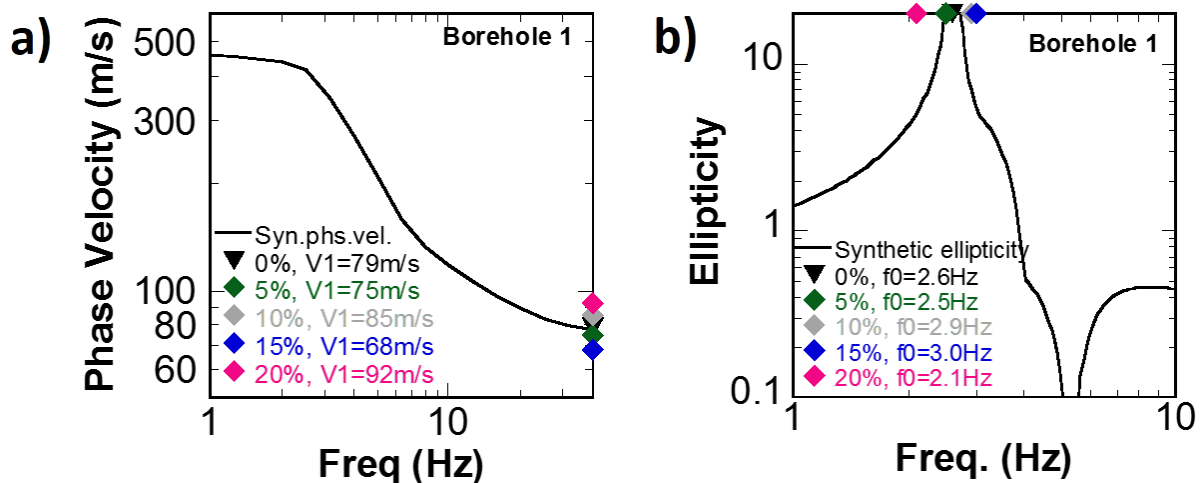 a)
Borehole 1
Phase Velocity (m/s)
500
300
100
80
60
Syn.phs.vel.
0%, V1=79m/s
5%, V1=75m/s
10%, V1=85m/s
15%, V1=68m/s
20%, V1=92m/s
1
10
Freq (Hz)
b)
Borehole 1
Ellipticity
10
1
0.1
Synthetic ellipticity
0%, f0=2.6Hz
5%, f0=2.5Hz
10%, f0=2.9Hz
15%, f0=3.0Hz
20%, f0=2.1Hz
1
10
Freq. (Hz)